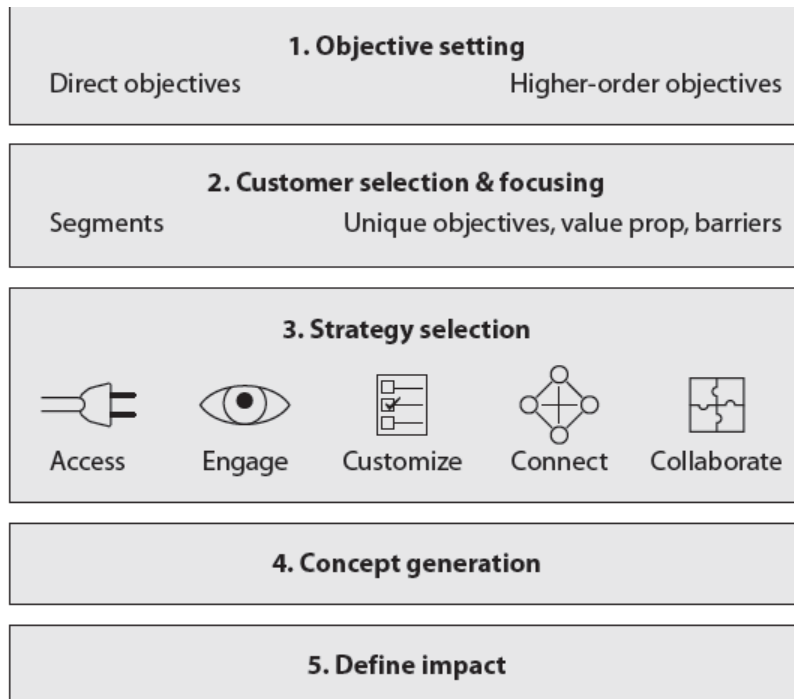 1. Objective setting
Direct objectives Higher-order objectives
2. Customer selection & focusing
Segments Unique objectives, value prop, barriers
3. Strategy selection
Access Engage Customize Connect Collaborate
4. Concept generation
5. Define impact